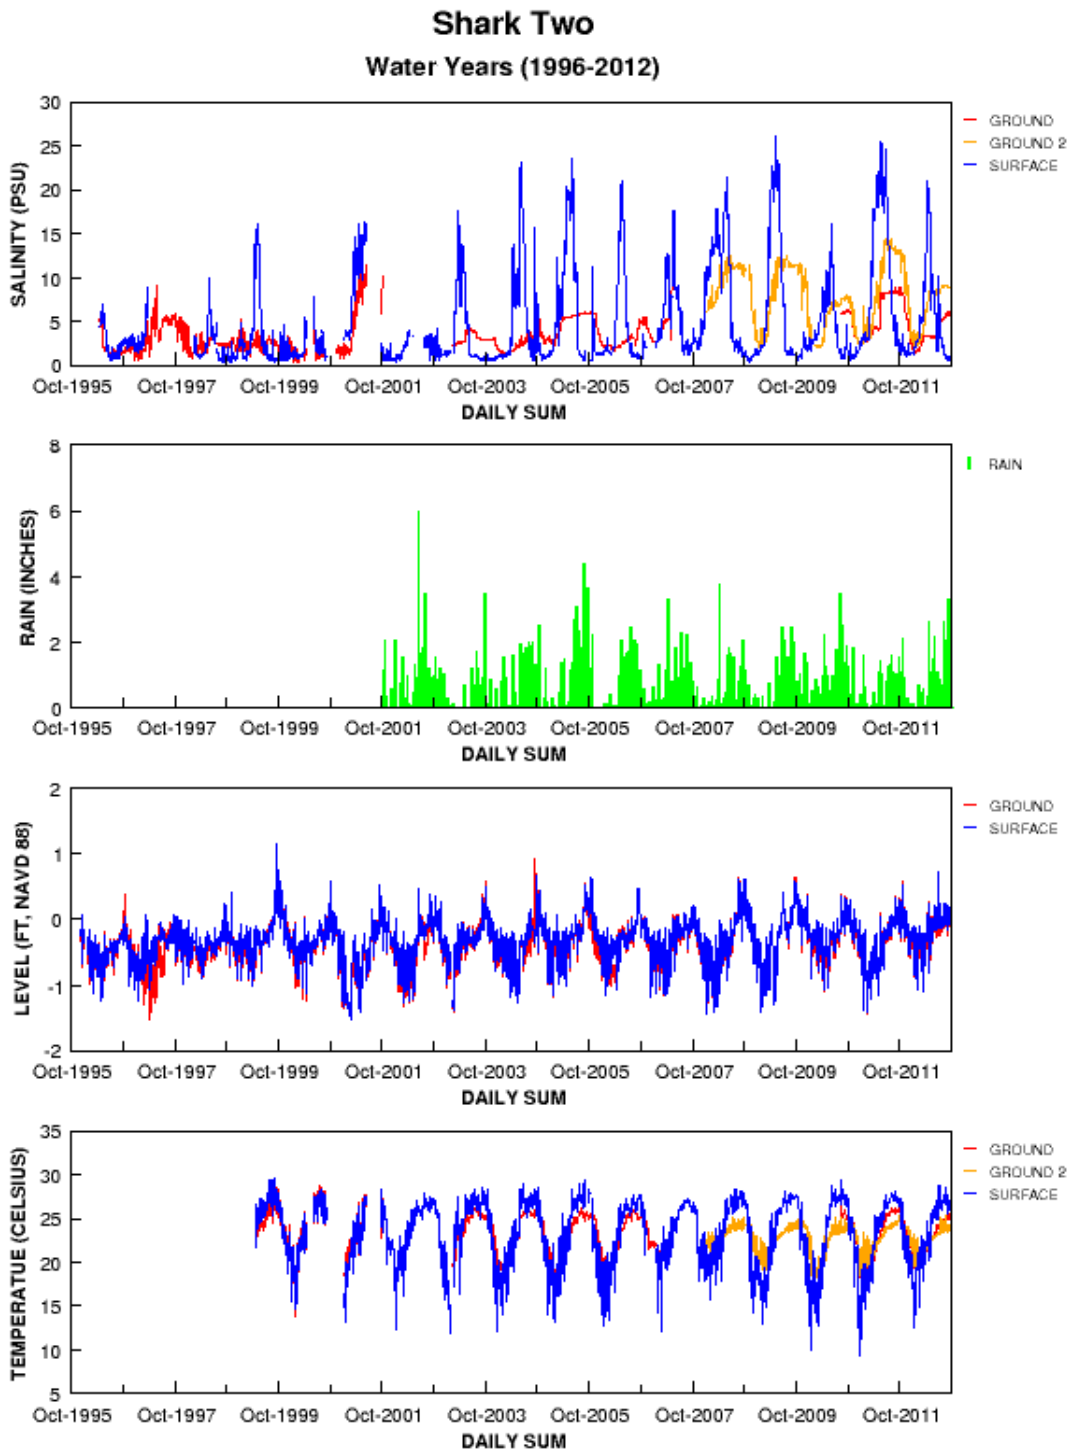 Shark Two
Water Years (1996-2012)
SALINITY (PSU)
30
25
20
15
10
5
0
GROUND
GROUND 2
SURFACE
Oct-1995 Oct-1997 Oct-1999 Oct-2001 Oct-2003 Oct-2005 Oct-2007 Oct-2009 Oct-2011
DAILY SUM
RAIN (INCHES)
8
6
4
2
0
RAIN
Oct-1995 Oct-1997 Oct-1999 Oct-2001 Oct-2003 Oct-2005 Oct-2007 Oct-2009 Oct-2011
DAILY SUM
LEVEL (FT, NAVD 88)
2
1
0
-1
-2
GROUND
SURFACE
Oct-1995 Oct-1997 Oct-1999 Oct-2001 Oct-2003 Oct-2005 Oct-2007 Oct-2009 Oct-2011
DAILY SUM
TEMPERATUE (CELSIUS)
35
30
25
20
15
10
5
GROUND
GROUND 2
SURFACE
Oct-1995 Oct-1997 Oct-1999 Oct-2001 Oct-2003 Oct-2005 Oct-2007 Oct-2009 Oct-2011
DAILY SUM